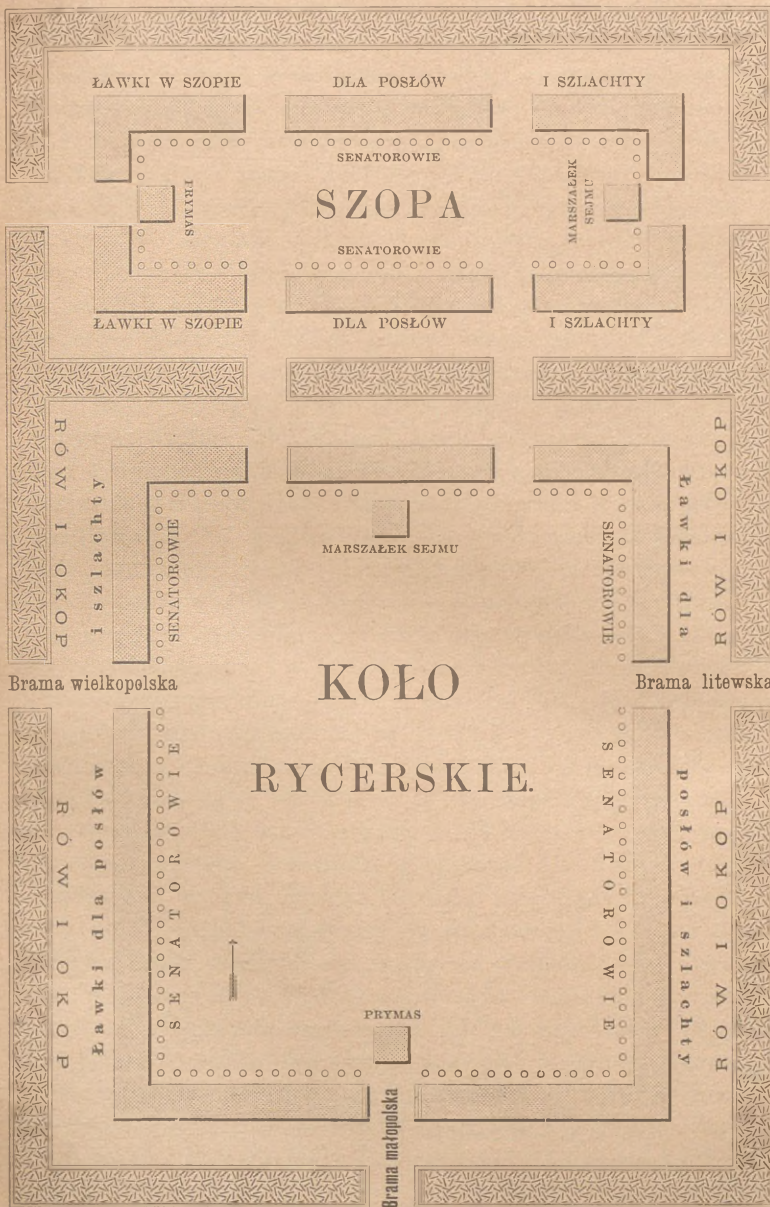 ŁAWKI W SZOPIE DLA POSŁÓW I SZLACHTY
SENATOROWIE
PRYMAS
SZOPA
MARSZAŁEK
SEJMU
SENATOROWIE
ŁAWKI W SZOPIE DLA POSŁÓW I SZLACHTY
RÓW I OKOP
i szlachty
SENATOROWIE
MARSZAŁEK SEJMU
SENATOROWIE
Ławki dla
RÓW I OKOP
Brama wielkopolska
KOŁO
Brama litewska
RYCERSKIE.
RÓW I OKOP
Ławki dla posłów
SENATOROWIE
SENATOROWIE
posłów i szlachty
RÓW I OKOP
PRYMAS
Brama małopolska